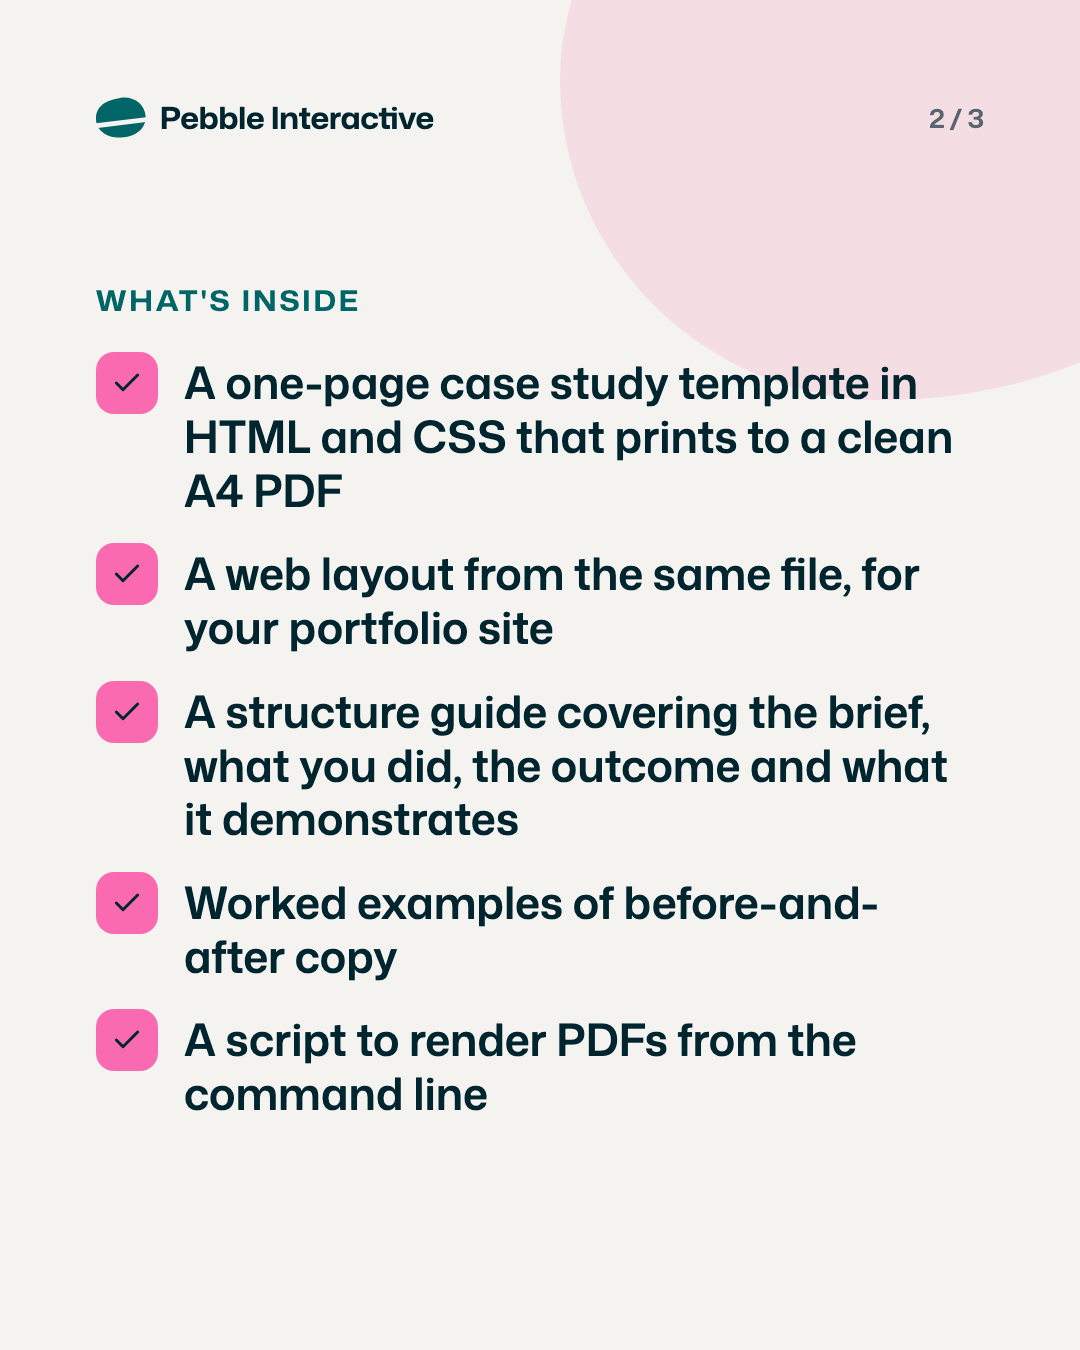 Pebble Interactive
2 / 3
WHAT'S INSIDE
A one-page case study template in
HTML and CSS that prints to a clean
A4 PDF
A web layout from the same file, for
your portfolio site
A structure guide covering the brief,
what you did, the outcome and what
it demonstrates
Worked examples of before-and-
after copy
A script to render PDFs from the
command line